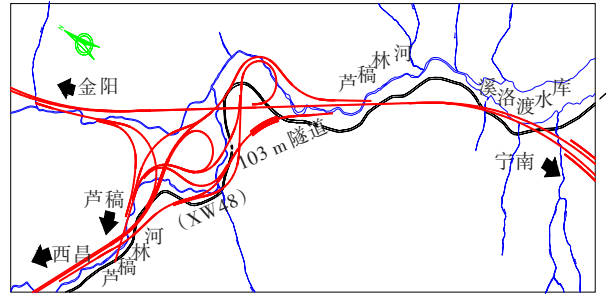 金阳
芦稿林河
溪洛渡水库
103 m 隧道
宁南
芦稿
(XW48)
西昌
芦稿林河